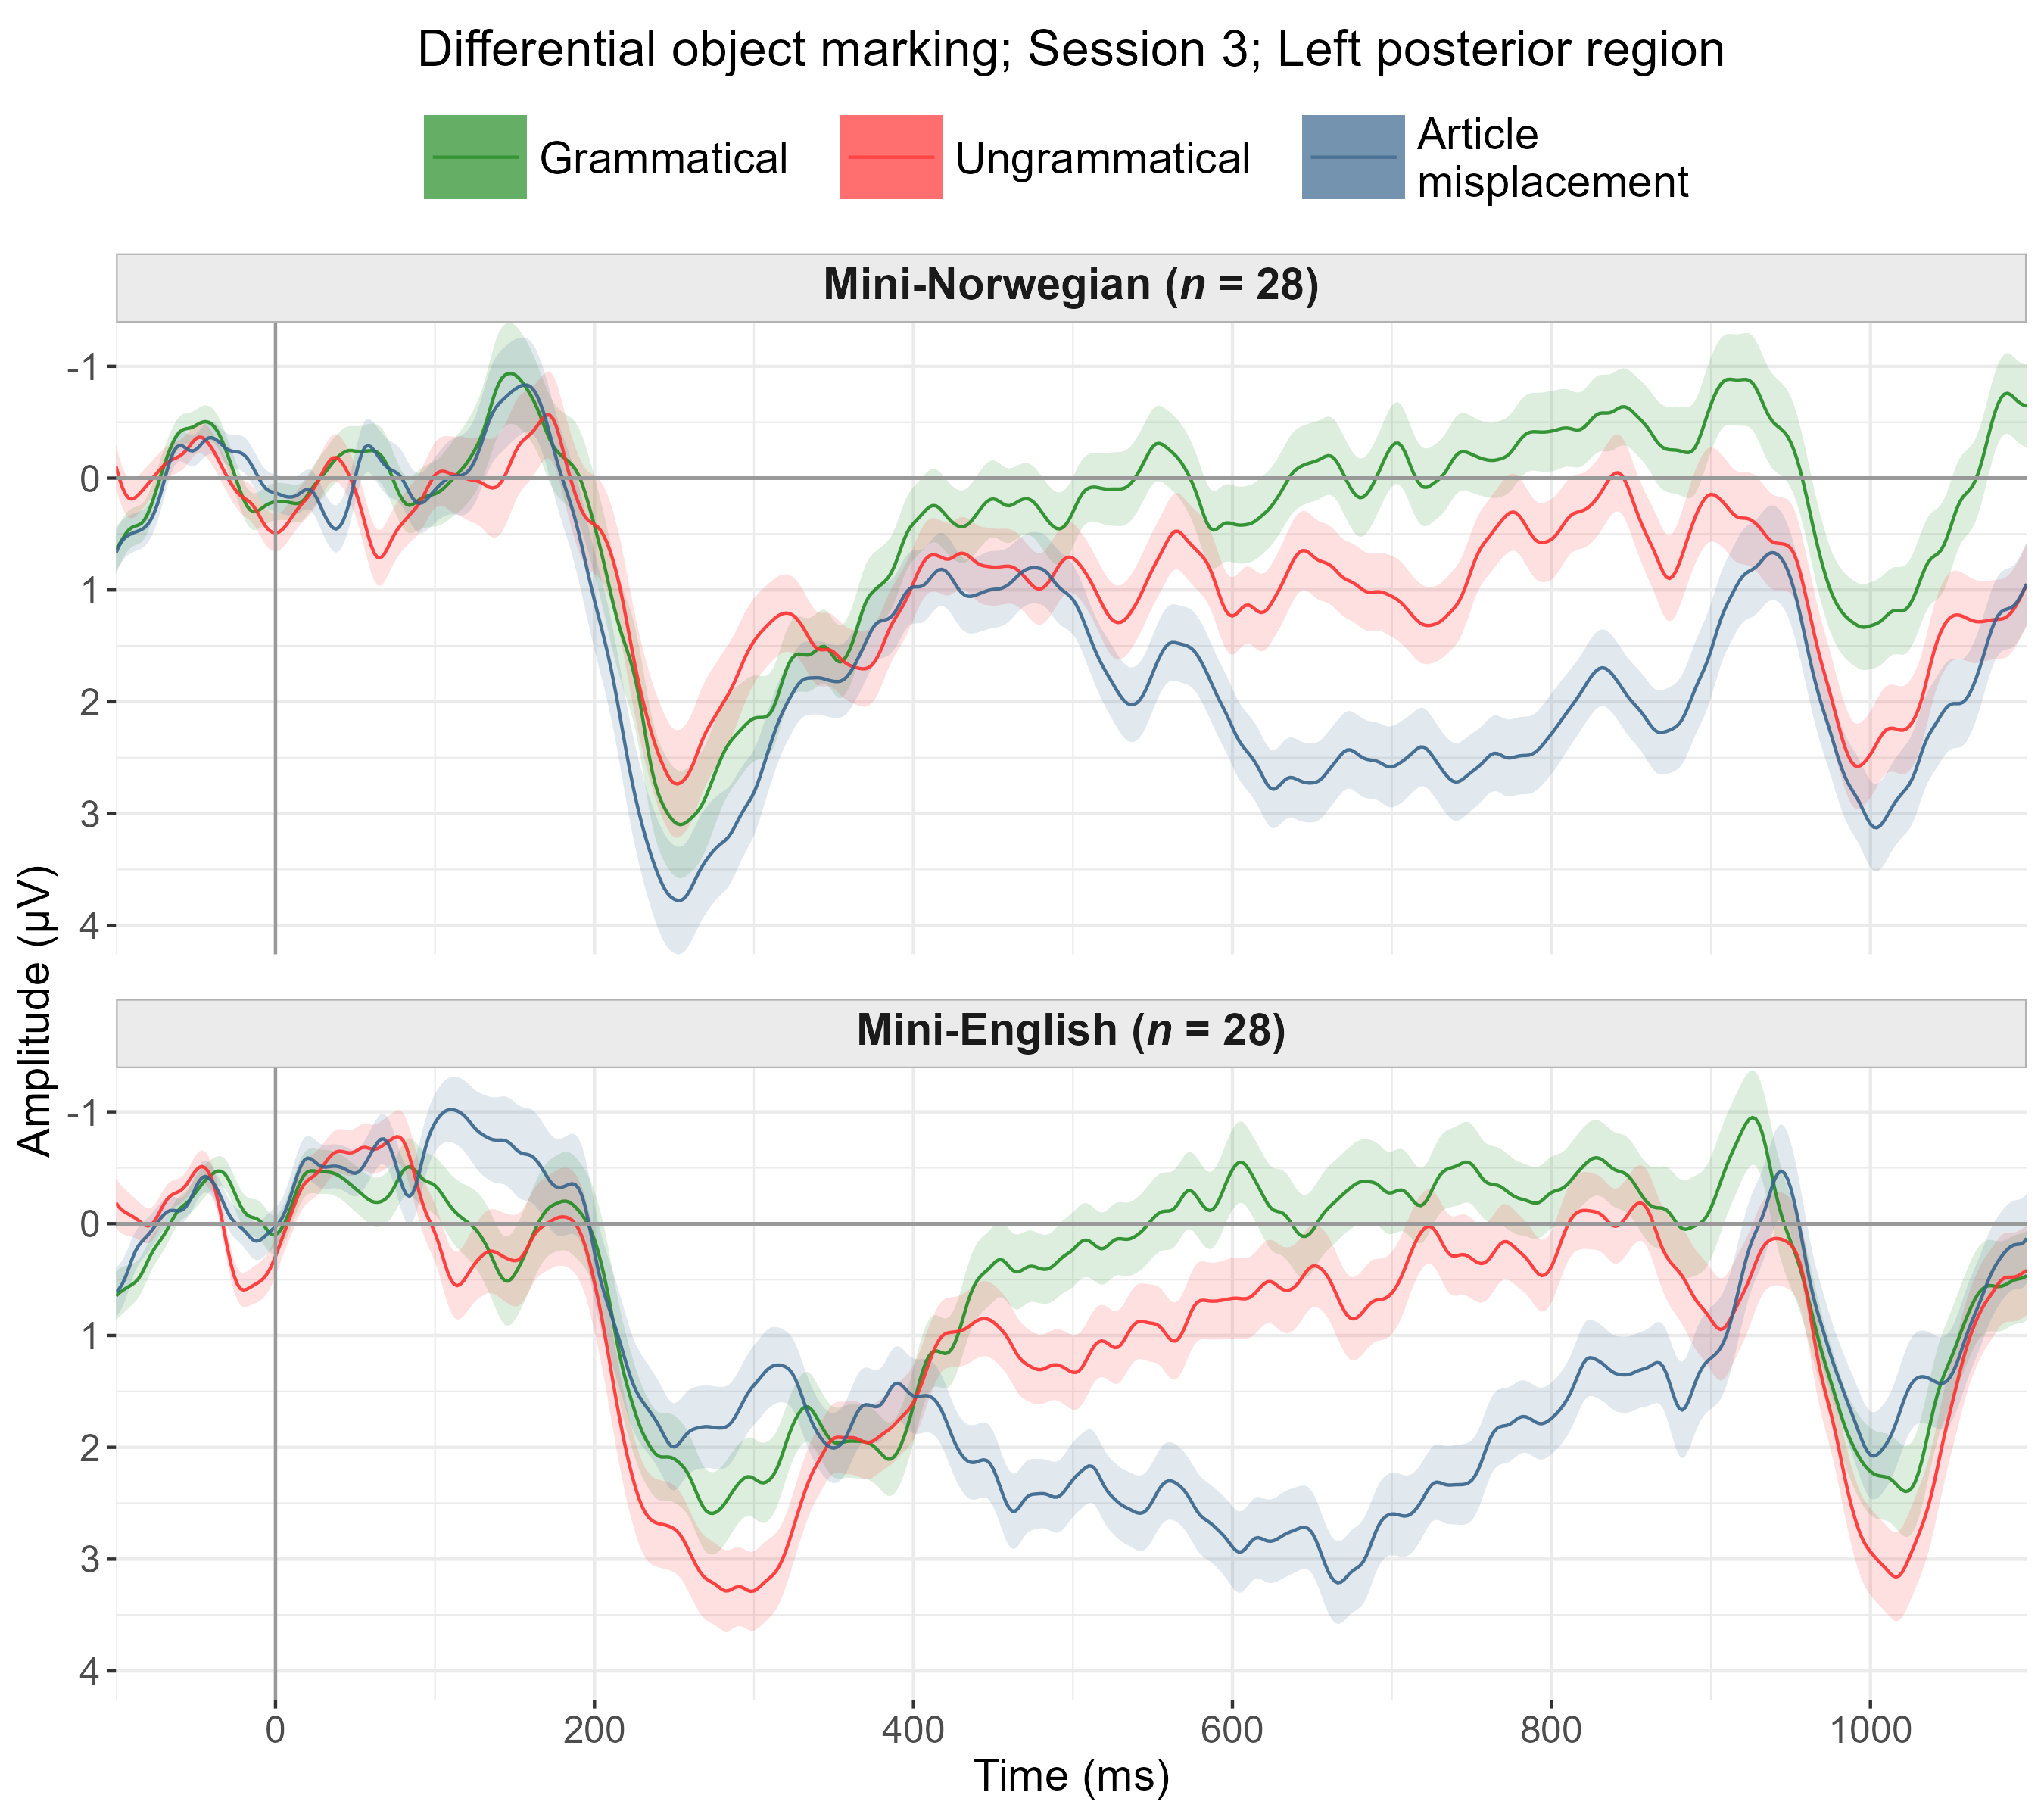 Differential object marking; Session 3; Left posterior region
Grammatical
Ungrammatical
Article
misplacement
Mini-Norwegian (n = 28)
-1
0
1
2
3
4
Amplitude (µV)
Mini-English (n = 28)
-1
0
1
2
3
4
0 200 400 600 800 1000
Time (ms)